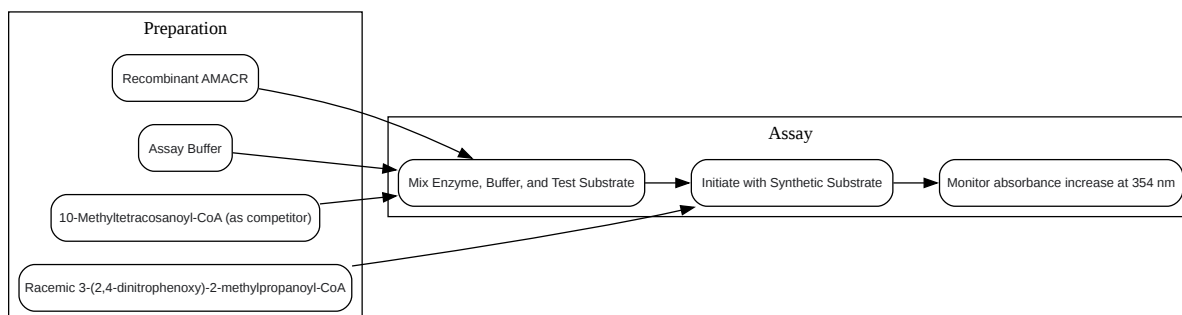 Preparation
Recombinant AMACR
Assay Buffer
10-Methyltetracosanoyl-CoA (as competitor)
Racemic 3-(2,4-dinitrophenoxy)-2-methylpropanoyl-CoA
Assay
Mix Enzyme, Buffer, and Test Substrate
Initiate with Synthetic Substrate
Monitor absorbance increase at 354 nm